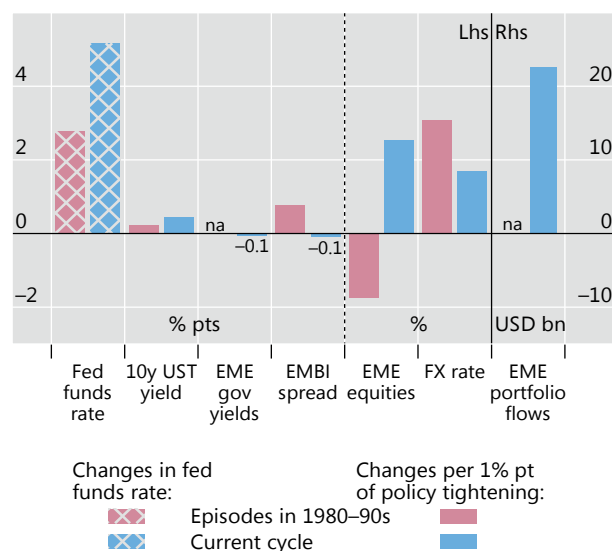 Lhs Rhs
4
20
2
10
0
na
–0.1
–0.1
na
0
–2
–10
% pts
%
USD bn
Fed funds rate
10y UST yield
EME gov yields
EMBI spread
EME equities
FX rate
EME portfolio flows
Changes in fed funds rate:
Changes per 1% pt of policy tightening:
Episodes in 1980–90s
Current cycle